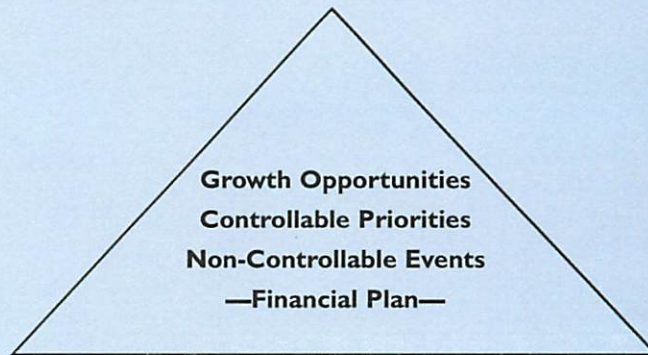 Growth Opportunities
Controllable Priorities
Non-Controllable Events
—Financial Plan—